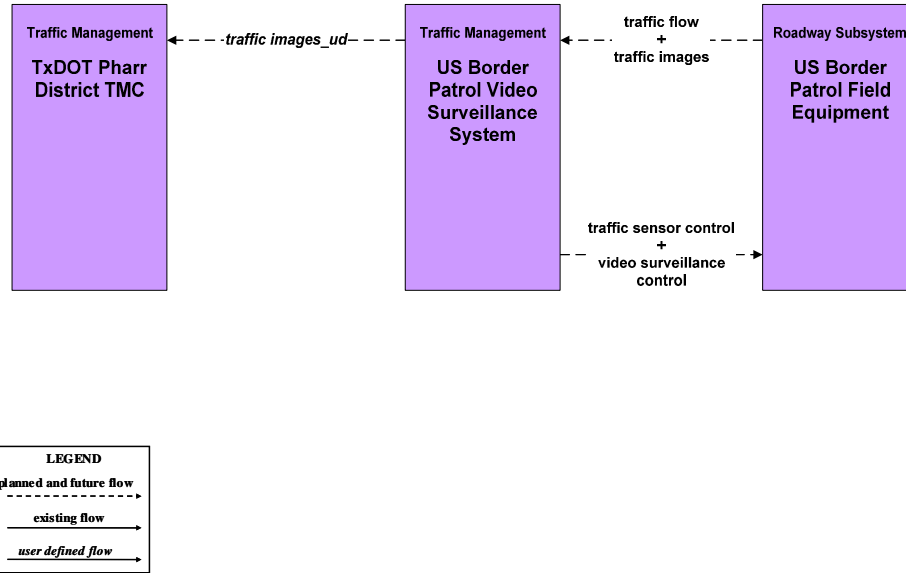 Traffic Management
TxDOT Pharr
District TMC
traffic images_ud
Traffic Management
US Border
Patrol Video
Surveillance
System
traffic flow
+
traffic images
traffic sensor control
+
video surveillance
control
Roadway Subsystem
US Border
Patrol Field
Equipment
LEGEND
planned and future flow
existing flow
user defined flow